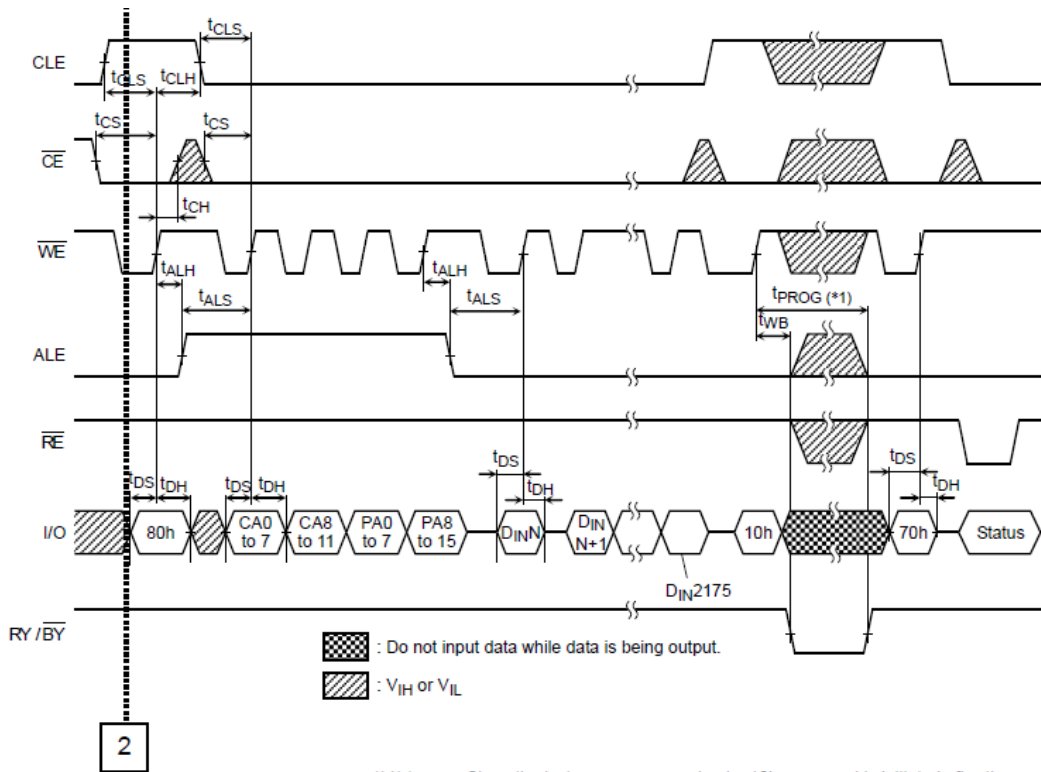 tCLS
CLE
tCLS tCLH
tCS tCS
CE
tCH
WE
tALH tALH
tALS tALS tPROG (*1)
tWB
ALE
RE
tDS tDH tDS tDH tDS tDH tDS tDH
I/O 80h CA0 to 7 CA8 to 11 PA0 to 7 PA8 to 15 DINN DIN N+1 10h 70h Status
DIN2175
RY / BY
: Do not input data while data is being output.
: VIH or VIL
2